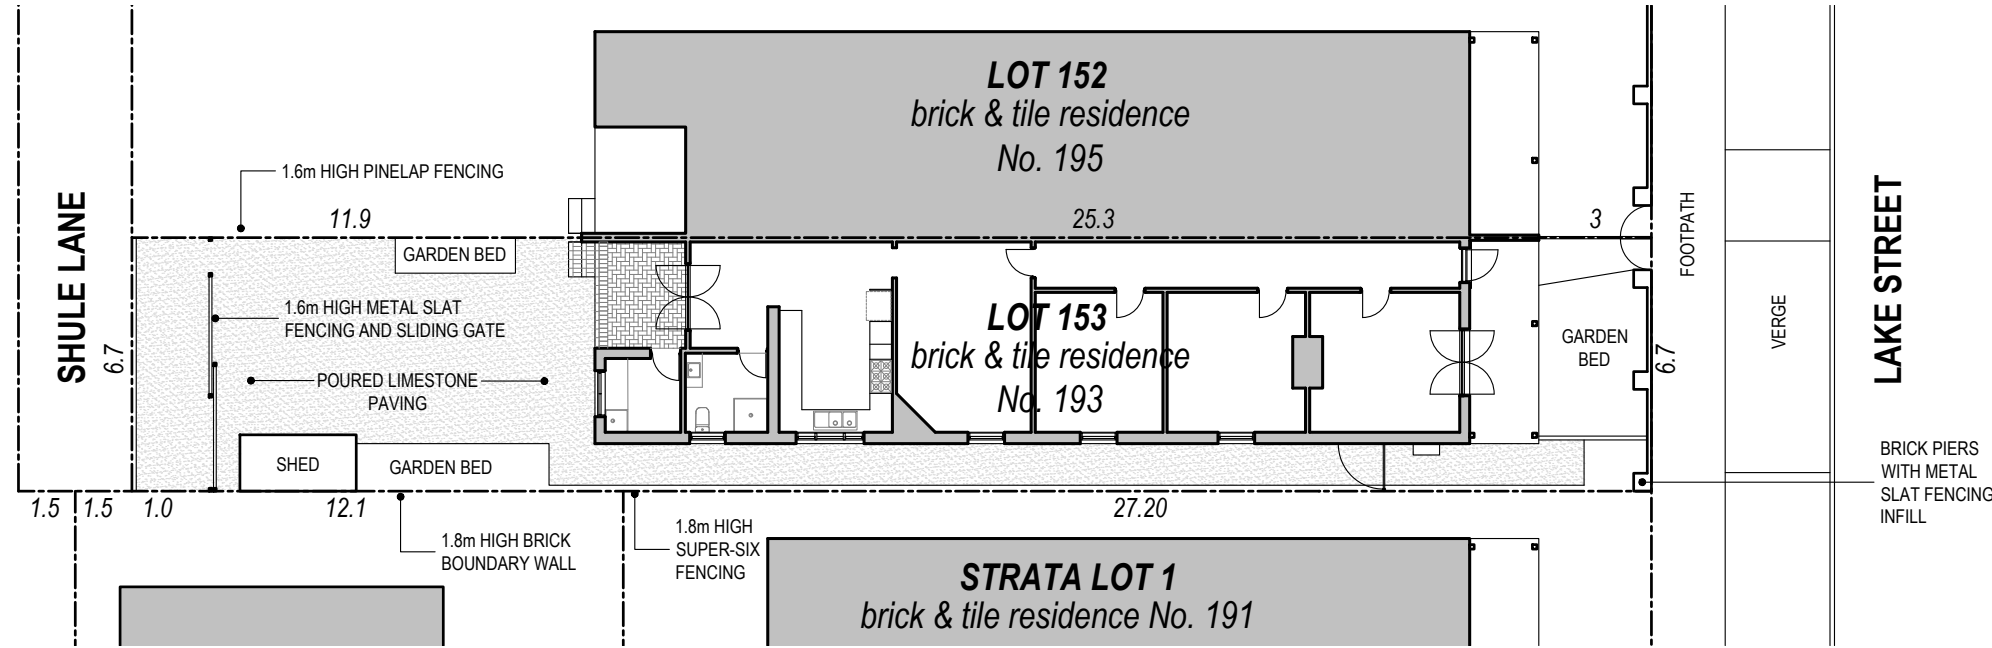 LOT 152
brick & tile residence
No. 195
1.6m HIGH PINELAP FENCING
SHULE LANE
11.9
25.3
3
FOOTPATH
VERGE
LAKE STREET
GARDEN BED
1.6m HIGH METAL SLAT
FENCING AND SLIDING GATE
LOT 153
brick & tile residence
No. 193
6.7
POURED LIMESTONE
PAVING
GARDEN
BED
6.7
SHED
GARDEN BED
BRICK PIERS
WITH METAL
SLAT FENCING
INFILL
1.5
1.5
1.0
12.1
27.20
1.8m HIGH BRICK
BOUNDARY WALL
1.8m HIGH
SUPER-SIX
FENCING
STRATA LOT 1
brick & tile residence No. 191